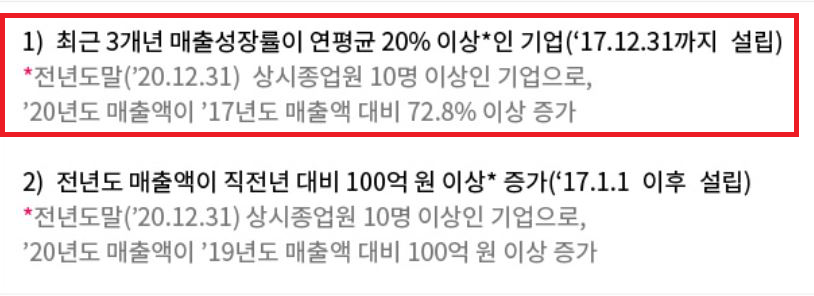 1) 최근 3개년 매출성장률이 연평균 20% 이상*인 기업(‘17.12.31까지 설립)
*전년도말(’20.12.31) 상시종업원 10명 이상인 기업으로,
’20년도 매출액이 ’17년도 매출액 대비 72.8% 이상 증가
2) 전년도 매출액이 직전년 대비 100억 원 이상* 증가(‘17.1.1 이후 설립)
*전년도말(’20.12.31) 상시종업원 10명 이상인 기업으로,
’20년도 매출액이 ’19년도 매출액 대비 100억 원 이상 증가